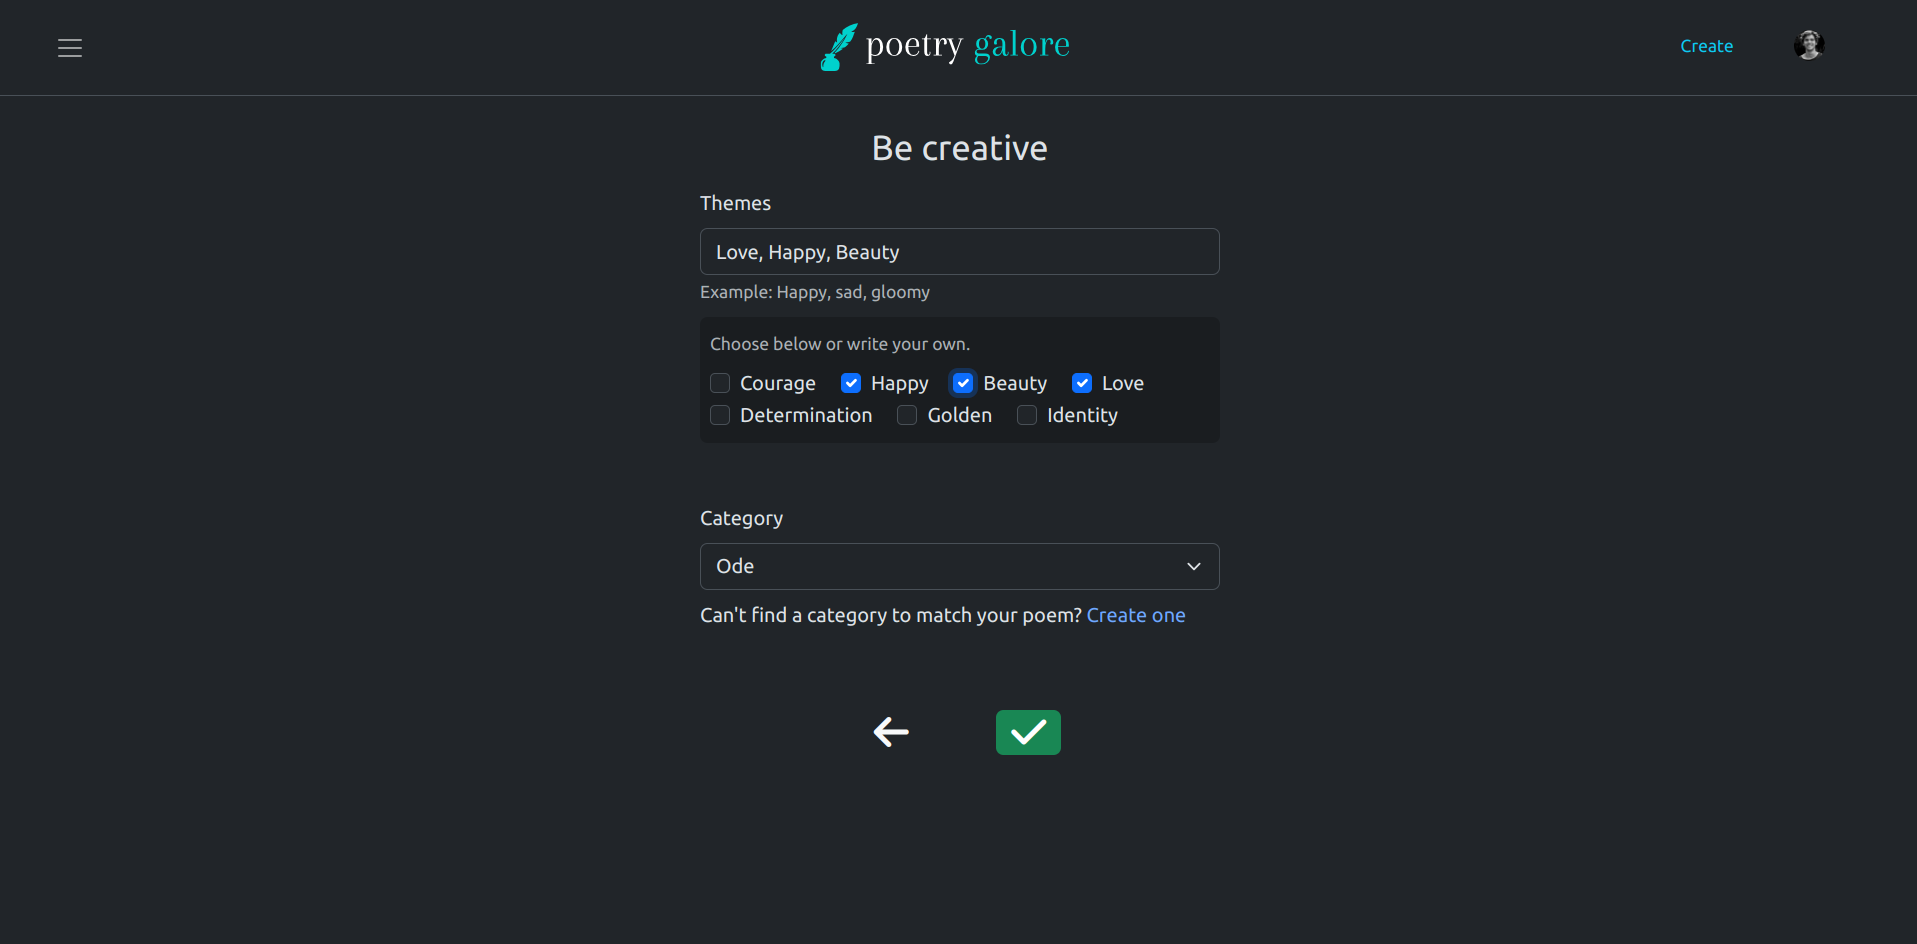 poetry galore
Create
Be creative
Themes
Love, Happy, Beauty
Example: Happy, sad, gloomy
Choose below or write your own.
Courage Happy Beauty Love
Determination Golden Identity
Category
Ode
Can't find a category to match your poem? Create one